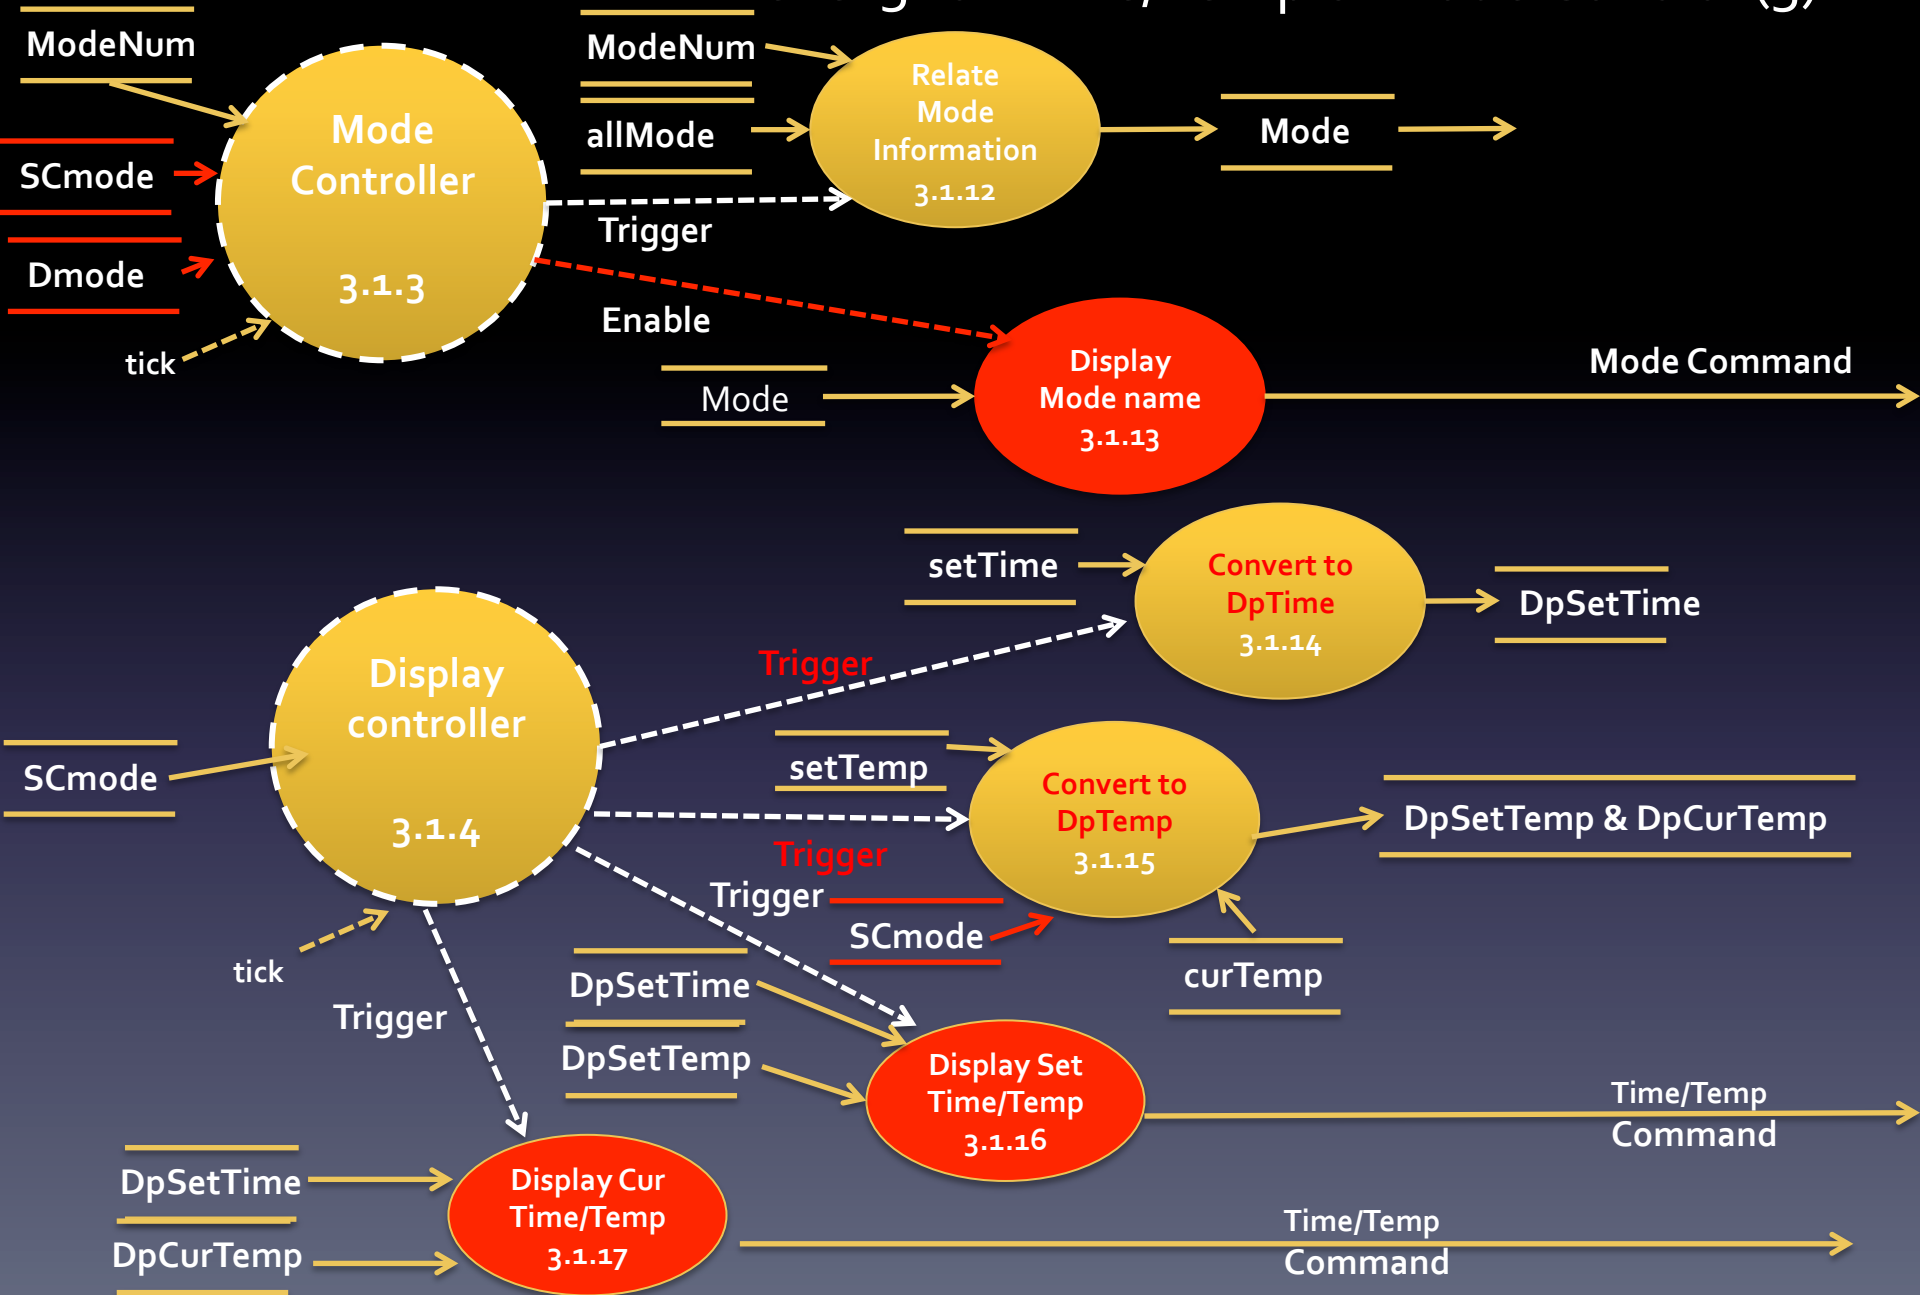 ModeNum
SCmode
Dmode
tick
Mode
Controller
3.1.3
ModeNum
allMode
Trigger
Enable
Relate
Mode
Information
3.1.12
Mode
Mode
Display
Mode name
3.1.13
Mode Command
setTime
Convert to
DpTime
3.1.14
DpSetTime
Display
controller
3.1.4
SCmode
tick
Trigger
setTemp
Trigger
Convert to
DpTemp
3.1.15
DpSetTemp & DpCurTemp
Trigger
SCmode
curTemp
Trigger
DpSetTime
DpSetTemp
Display Set
Time/Temp
3.1.16
Time/Temp
Command
DpSetTime
DpCurTemp
Display Cur
Time/Temp
3.1.17
Time/Temp
Command